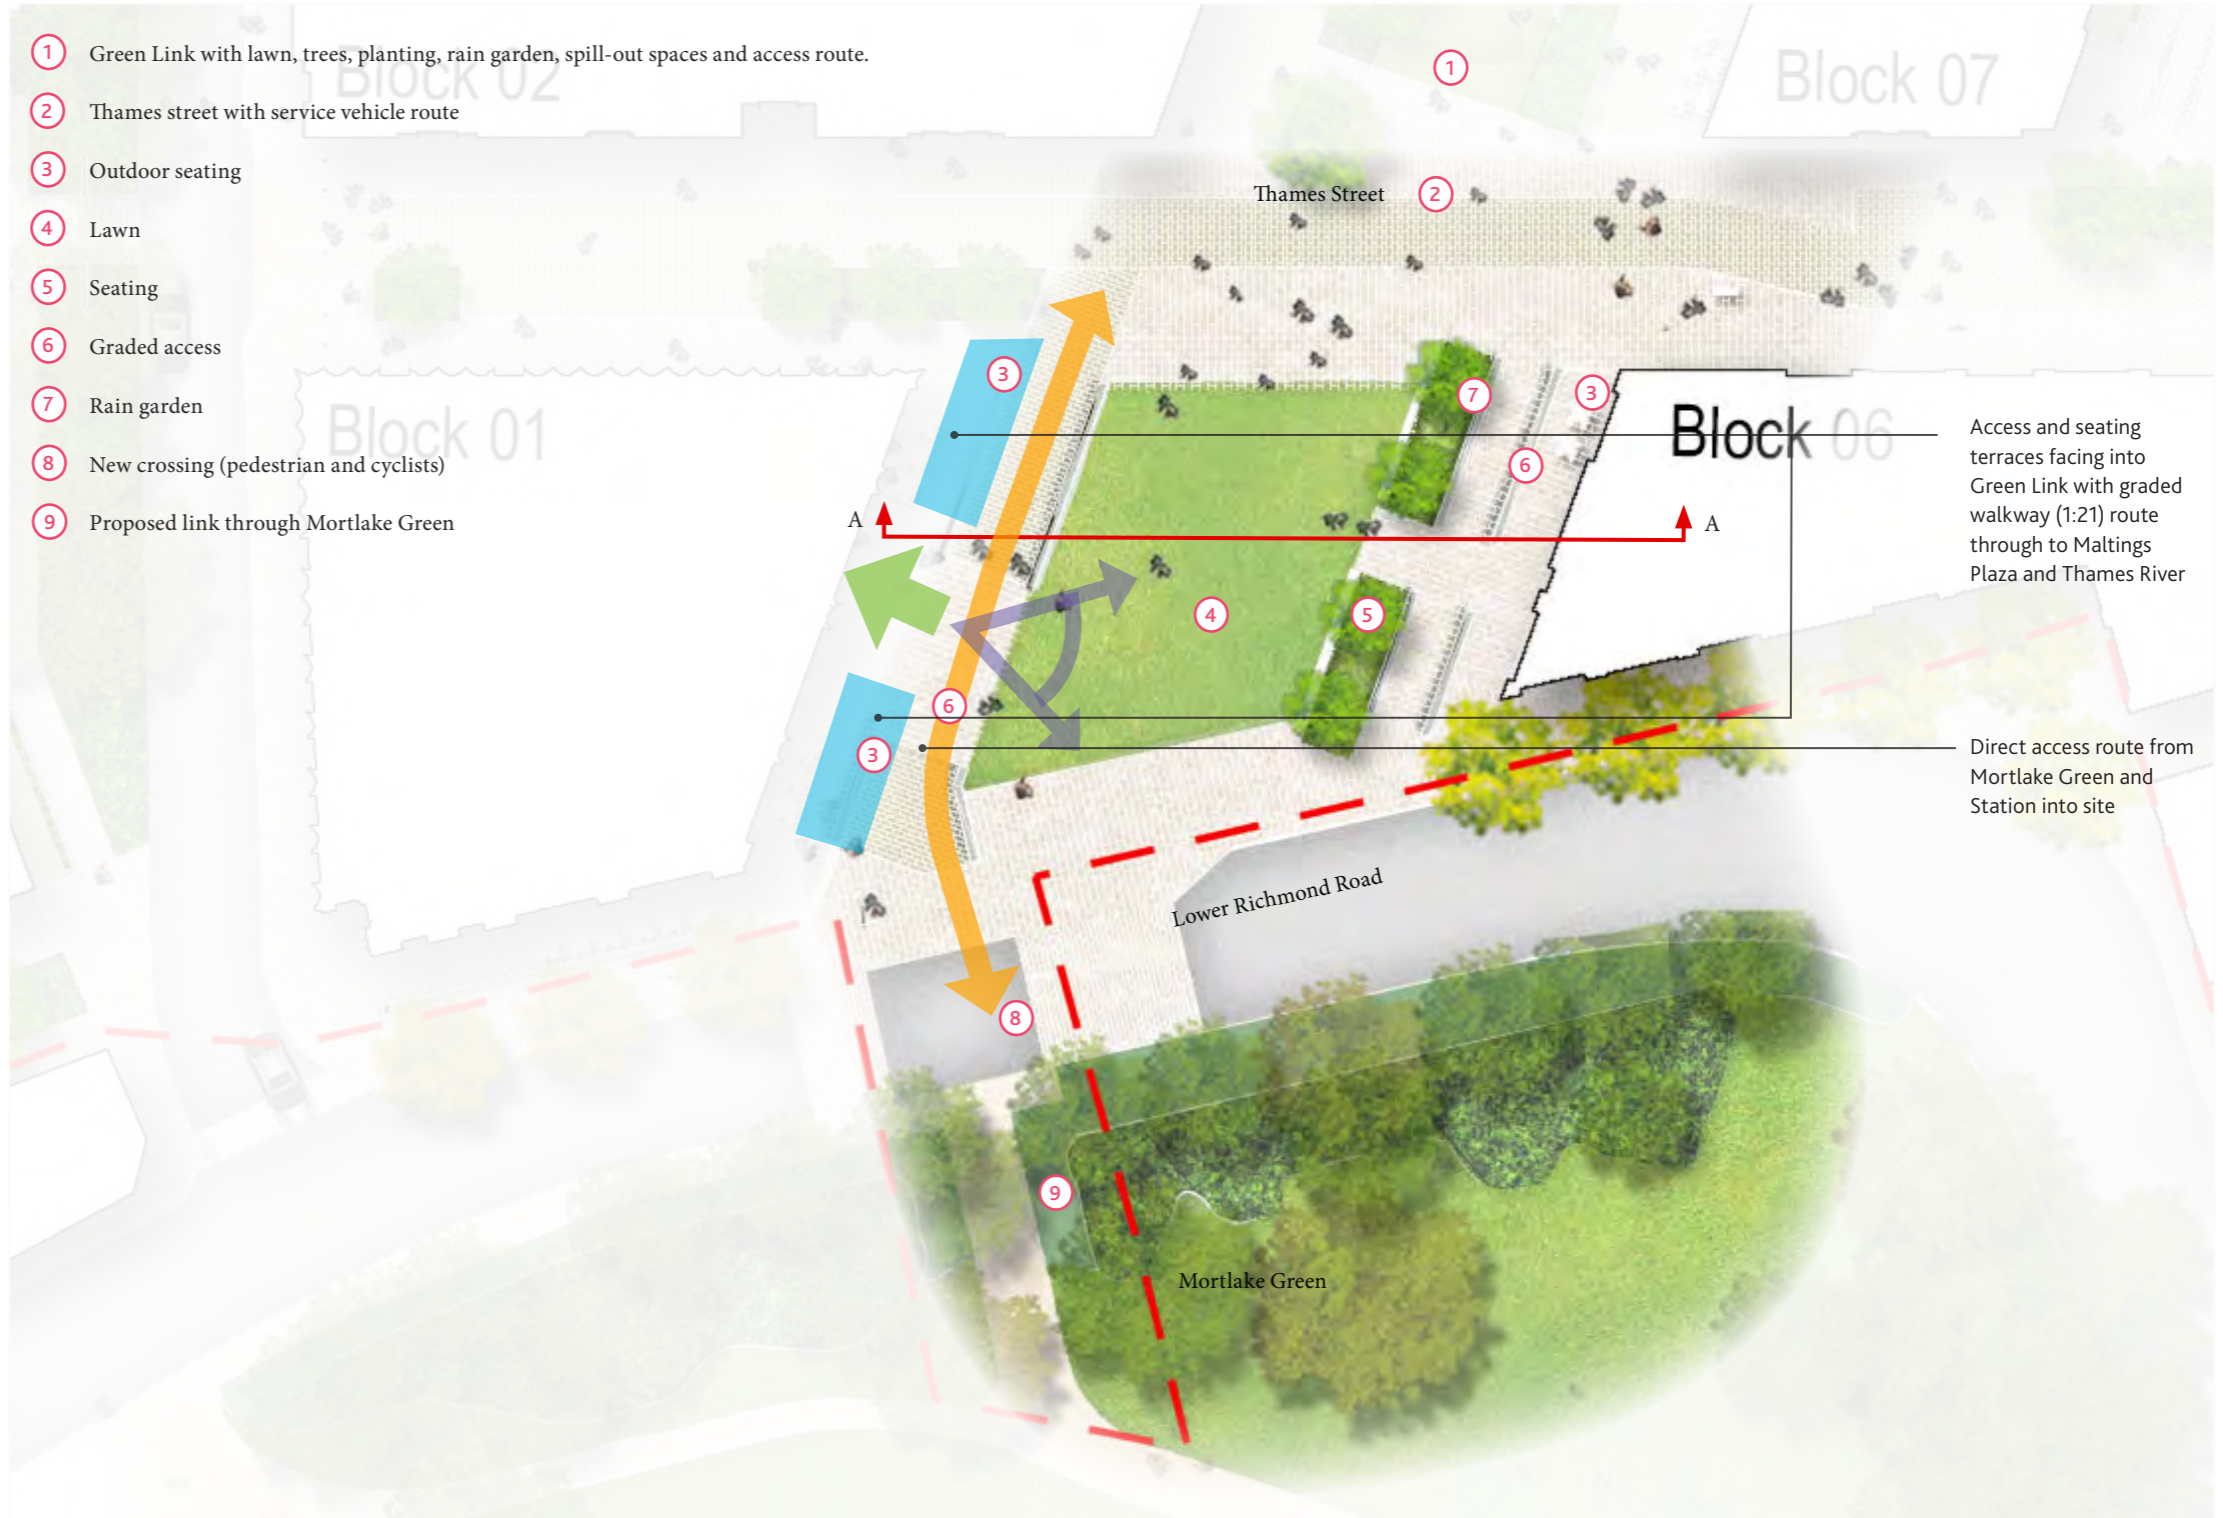 1 Green Link with lawn, trees, planting, rain garden, spill-out spaces and access route.
2 Thames street with service vehicle route
3 Outdoor seating
4 Lawn
5 Seating
6 Graded access
7 Rain garden
8 New crossing (pedestrian and cyclists)
9 Proposed link through Mortlake Green
Block 02
1
Block 07
Thames Street 2
3
7
3
Block 01
Block 06
6
Access and seating
terraces facing into
Green Link with graded
walkway (1:21) route
through to Maltings
Plaza and Thames River
A
A
4
5
6
3
Direct access route from
Mortlake Green and
Station into site
Lower Richmond Road
8
9
Mortlake Green